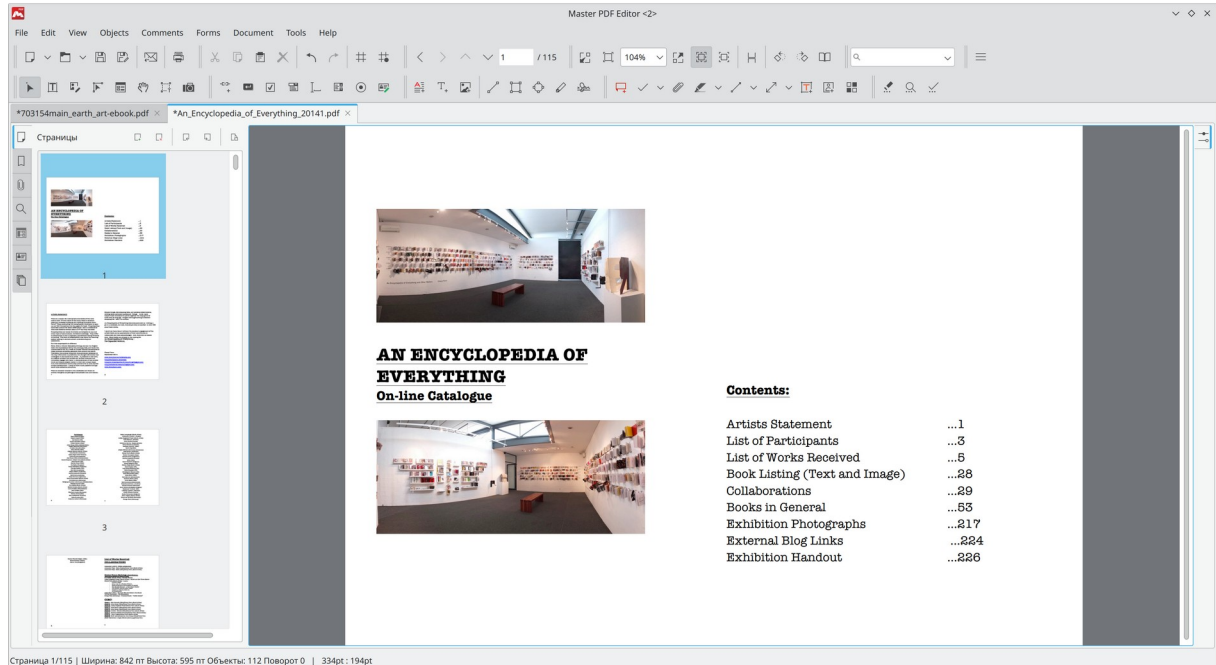 Master PDF Editor <2>
File Edit View Objects Comments Forms Document Tools Help
1 / 115 104%
*703154main_earth_art-ebook.pdf *An_Encyclopedia_of_Everything_20141.pdf
Страницы
1
2
3
AN ENCYCLOPEDIA OF
EVERYTHING
On-line Catalogue
Contents:
Artists Statement ...1
List of Participants ...3
List of Works Received ...5
Book Listing (Text and Image) ...28
Collaborations ...29
Books in General ...53
Exhibition Photographs ...217
External Blog Links ...224
Exhibition Handout ...226
Страница 1/115 | Ширина: 842 пт Высота: 595 пт Объекты: 112 Поворот 0 | 334pt : 194pt